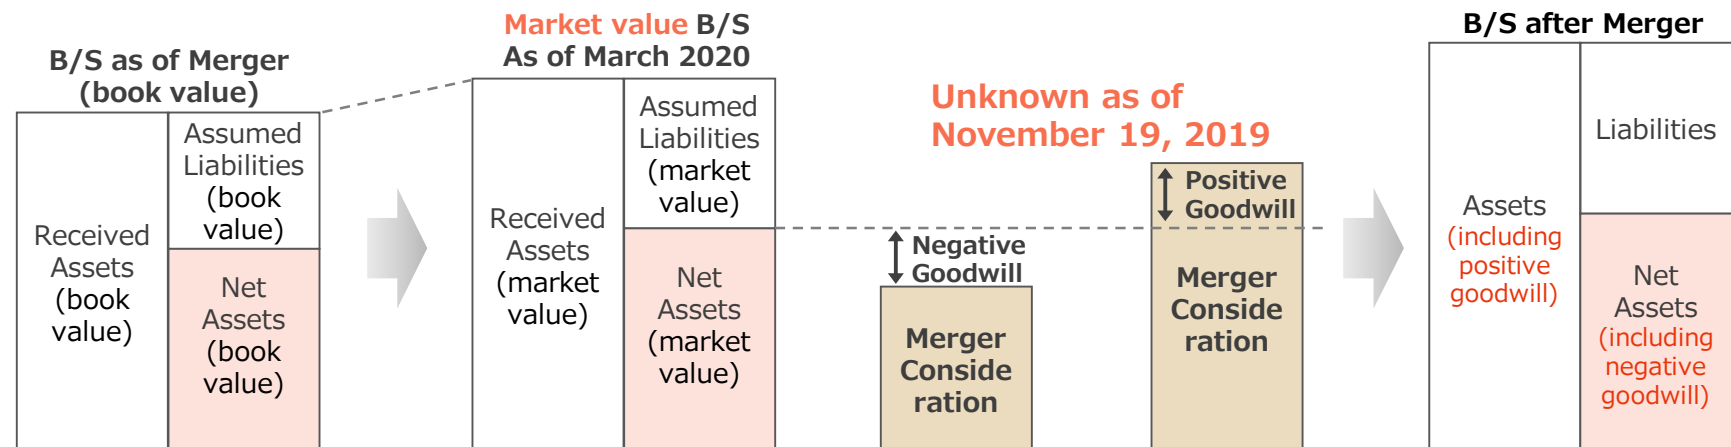 B/S as of Merger
(book value)
Received
Assets
(book
value)
Assumed
Liabilities
(book
value)
Net
Assets
(book
value)
Market value B/S
As of March 2020
Received
Assets
(market
value)
Assumed
Liabilities
(market
value)
Net
Assets
(market
value)
Unknown as of
November 19, 2019
Negative
Goodwill
Merger
Conside
ration
Positive
Goodwill
Merger
Conside
ration
B/S after Merger
Assets
(including
positive
goodwill)
Liabilities
Net
Assets
(including
negative
goodwill)